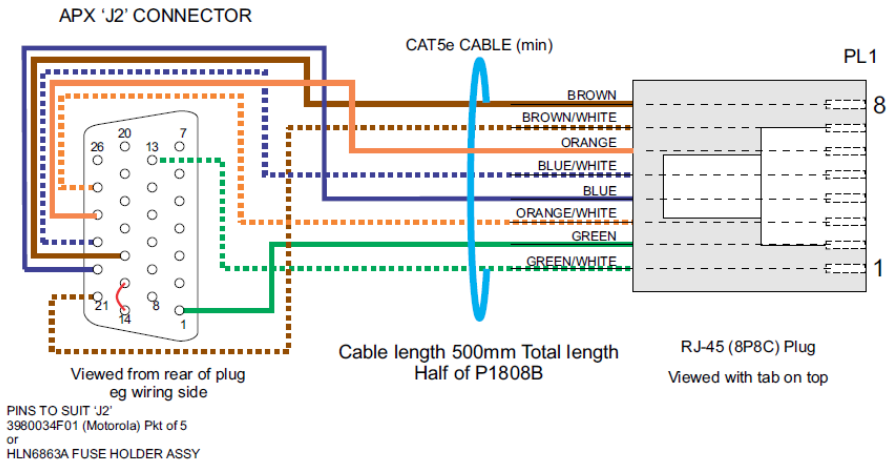 APX ‘J2’ CONNECTOR
CAT5e CABLE (min)
PL1
BROWN
8
BROWN/WHITE
ORANGE
BLUE/WHITE
BLUE
ORANGE/WHITE
GREEN
GREEN/WHITE
1
20
7
26
13
21
8
14
1
Cable length 500mm Total length
Half of P1808B
RJ-45 (8P8C) Plug
Viewed with tab on top
Viewed from rear of plug
eg wiring side
PINS TO SUIT ‘J2’
3980034F01 (Motorola) Pkt of 5
or
HLN6863A FUSE HOLDER ASSY